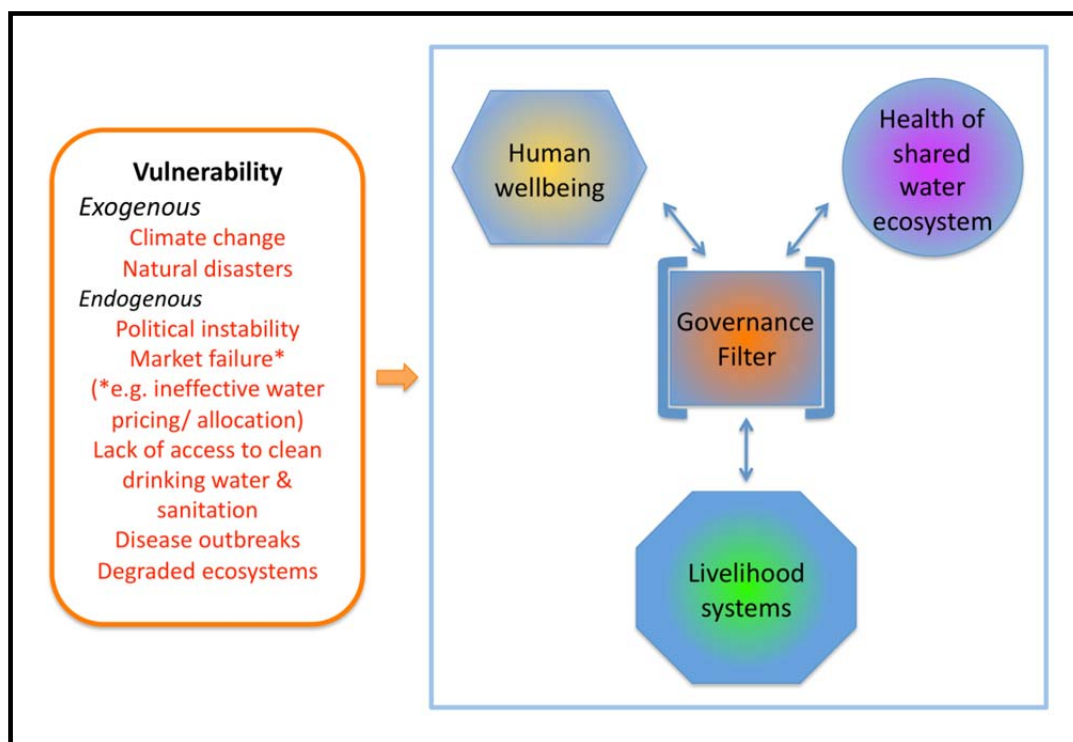 Vulnerability
Exogenous
Climate change
Natural disasters
Endogenous
Political instability
Market failure*
(*e.g. ineffective water
pricing/ allocation)
Lack of access to clean
drinking water &
sanitation
Disease outbreaks
Degraded ecosystems
Human
wellbeing
Health of
shared
water
ecosystem
Governance
Filter
Livelihood
systems